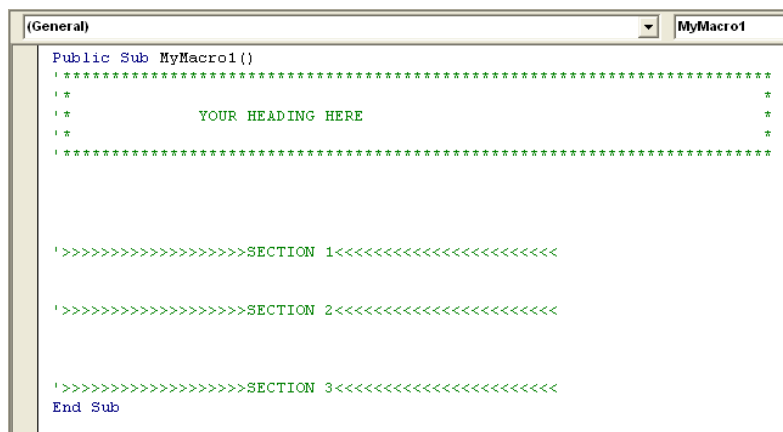 (General) MyMacro1
Public Sub MyMacro1()
'*************************************************************************
'* *
'* YOUR HEADING HERE *
'* *
'*************************************************************************
'>>>>>>>>>>>>>>>>>>>SECTION 1<<<<<<<<<<<<<<<<<<<<<<<
'>>>>>>>>>>>>>>>>>>>SECTION 2<<<<<<<<<<<<<<<<<<<<<<<
'>>>>>>>>>>>>>>>>>>>SECTION 3<<<<<<<<<<<<<<<<<<<<<<<
End Sub